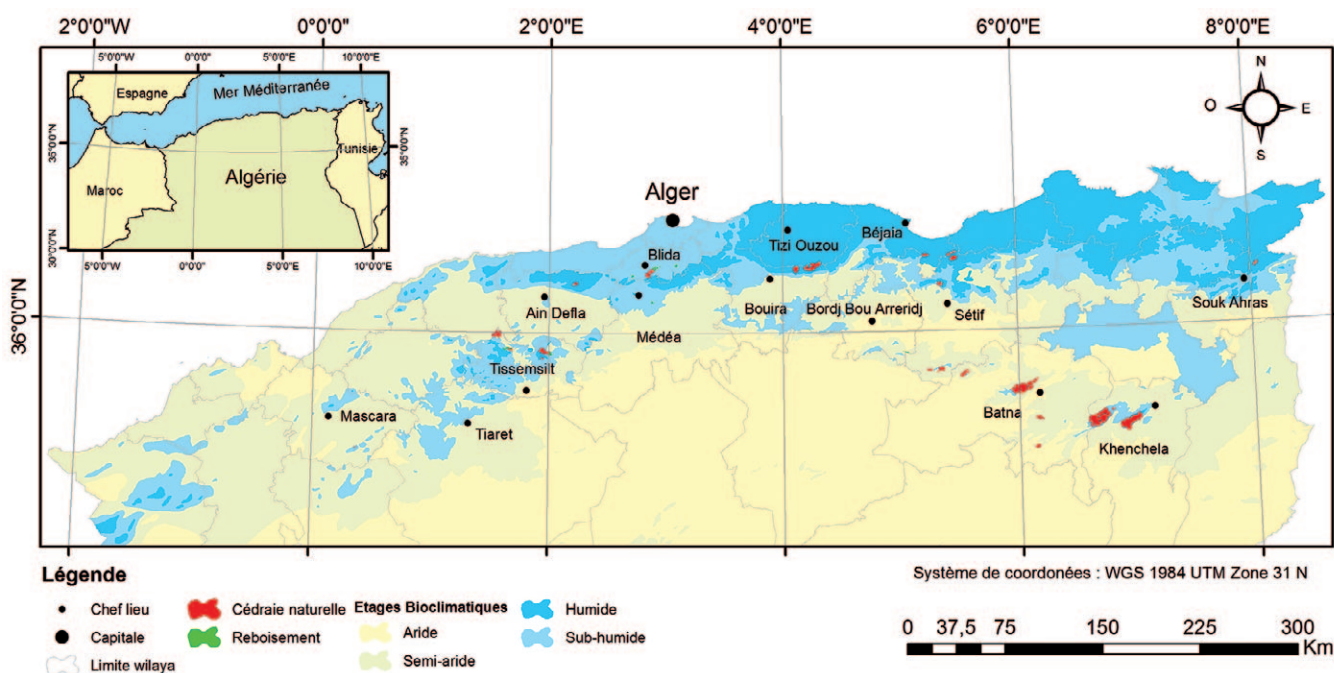 2°0'0"W
0°0'0"
2°0'0"E
4°0'0"E
6°0'0"E
8°0'0"E
5°0'0"W
0°0'0"
5°0'0"E
10°0'0"E
Espagne
Mer Méditerranée
35°0'0"N
35°0'0"N
Tunisie
Algérie
Maroc
30°0'0"N
5°0'0"W
0°0'0"
5°0'0"E
10°0'0"E
N
O
E
S
Alger
Tizi Ouzou
Béjaia
Blida
Souk Ahras
Ain Defla
Bouira
Bordj Bou Arreridj
Sétif
36°0'0"N
Médéa
Tissemsilt
Mascara
Tiaret
Batna
Khenchela
Légende
Système de coordonées : WGS 1984 UTM Zone 31 N
Chef lieu
Cédraie naturelle
Etages Bioclimatiques
Humide
Capitale
Reboisement
Aride
Sub-humide
Limite wilaya
Semi-aride
0 37,5 75 150 225 300
Km